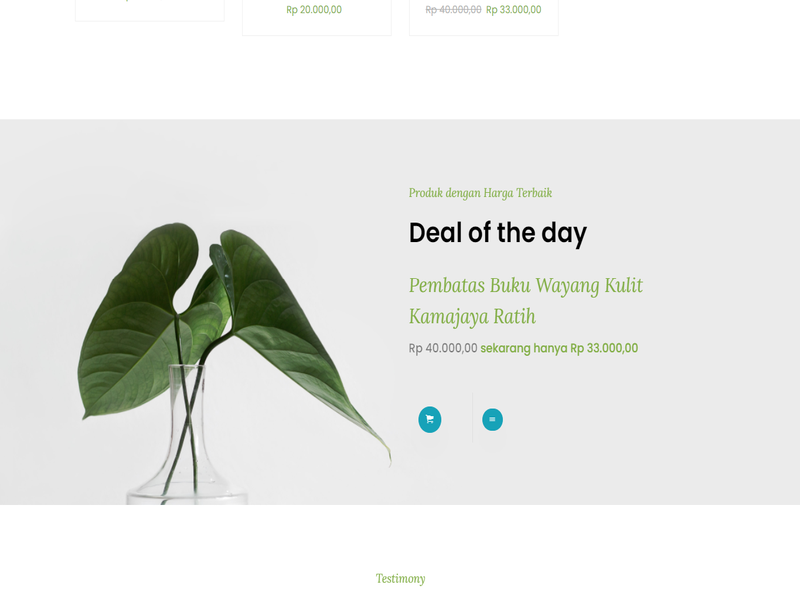 Rp 20.000,00
Rp 40.000,00 Rp 33.000,00
Produk dengan Harga Terbaik
Deal of the day
Pembatas Buku Wayang Kulit
Kamajaya Ratih
Rp 40.000,00 sekarang hanya Rp 33.000,00
Testimony